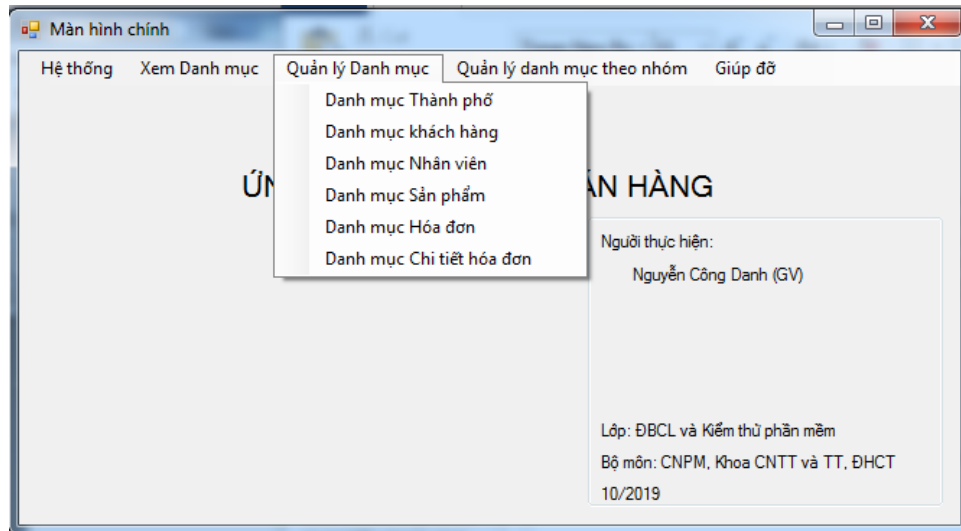 Màn hình chính
Hệ thống Xem Danh mục Quản lý Danh mục Quản lý danh mục theo nhóm Giúp đỡ
Danh mục Thành phố
Danh mục khách hàng
Danh mục Nhân viên
Danh mục Sản phẩm
Danh mục Hóa đơn
Danh mục Chi tiết hóa đơn
HÀNG
Người thực hiện:
Nguyễn Công Danh (GV)
Lớp: ĐBCL và Kiểm thử phần mềm
Bộ môn: CNPM, Khoa CNTT và TT, ĐHCT
10/2019